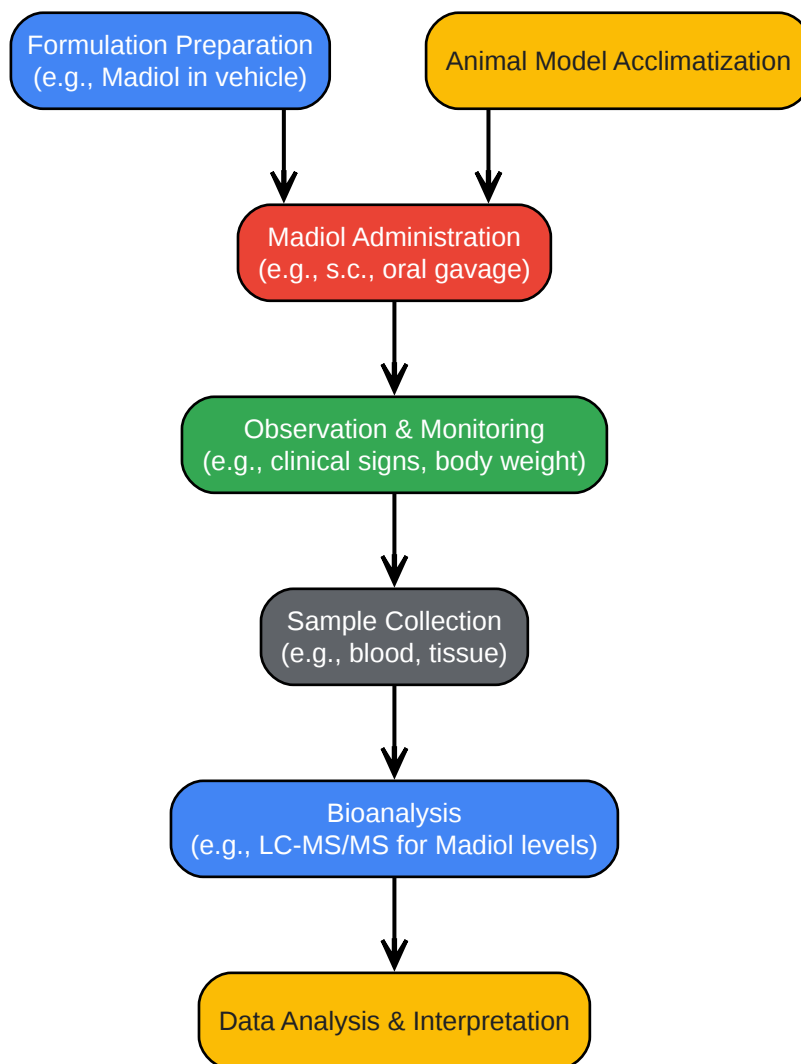 Formulation Preparation
(e.g., Madiol in vehicle)
Animal Model Acclimatization
Madiol Administration
(e.g., s.c., oral gavage)
Observation & Monitoring
(e.g., clinical signs, body weight)
Sample Collection
(e.g., blood, tissue)
Bioanalysis
(e.g., LC-MS/MS for Madiol levels)
Data Analysis & Interpretation